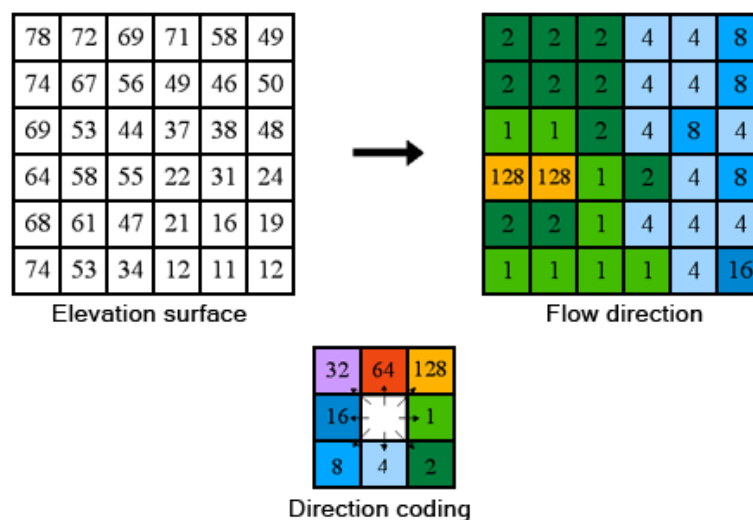 78 72 69 71 58 49 2 2 2 4 4 8
74 67 56 49 46 50 2 2 2 4 4 8
69 53 44 37 38 48 1 1 2 4 8 4
64 58 55 22 31 24 128 128 1 2 4 8
68 61 47 21 16 19 2 2 1 4 4 4
74 53 34 12 11 12 1 1 1 1 4 16
Elevation surface Flow direction
32 64 128
16 1
8 4 2
Direction coding